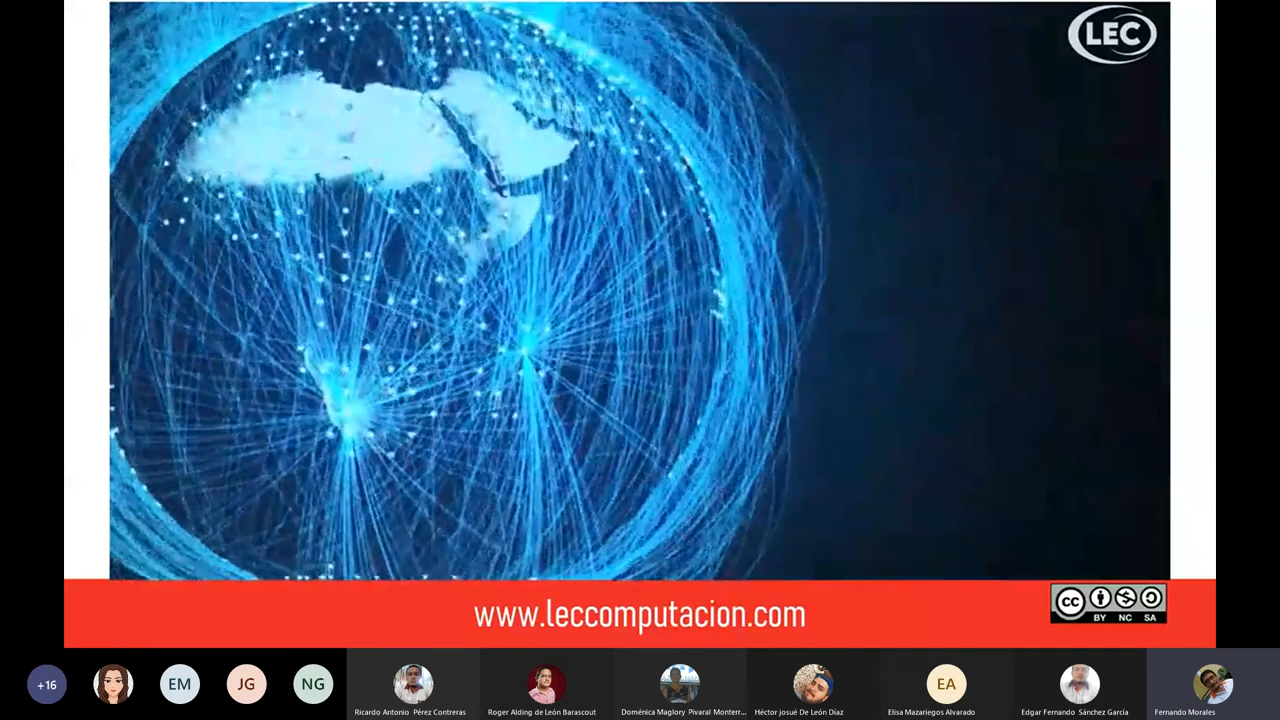 LEC
www.leccomputacion.com
CC BY NC SA
+16
EM
JG
NG
EA
Ricardo Antonio Pérez Contreras
Roger Alding de León Barascout
Doménica Maglory Pivaral Monterr...
Héctor josué De León Díaz
Elisa Mazariegos Alvarado
Edgar Fernando Sánchez García
Fernando Morales